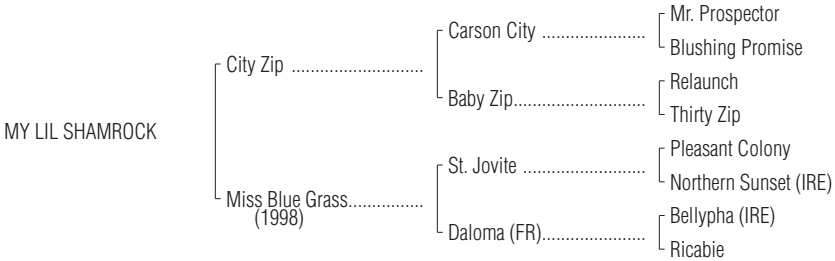 Mr. Prospector
Carson City ......................
Blushing Promise
City Zip ............................
Relaunch
Baby Zip............................
Thirty Zip
MY LIL SHAMROCK
Pleasant Colony
St. Jovite ..........................
Northern Sunset (IRE)
Miss Blue Grass................
(1998)
Bellypha (IRE)
Daloma (FR)......................
Ricabie